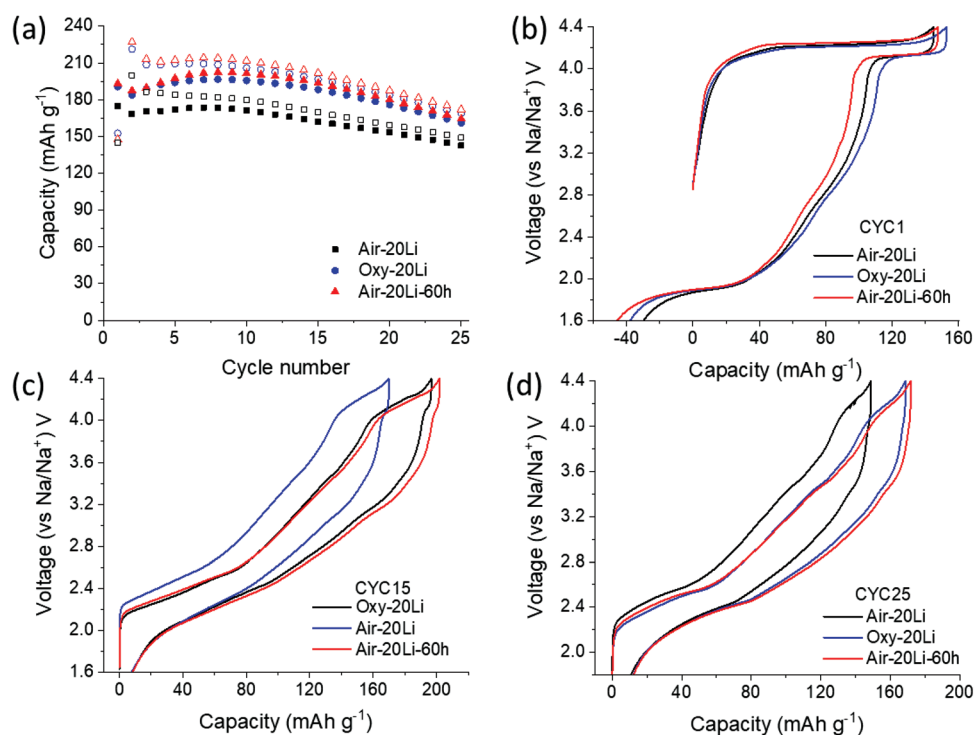 (a)
240
210
180
150
120
90
60
30
0
Capacity (mAh g⁻¹)
Air-20Li
Oxy-20Li
Air-20Li-60h
0 5 10 15 20 25
Cycle number
(b)
4.4
4.0
3.6
3.2
2.8
2.4
2.0
1.6
Voltage (vs Na/Na⁺) V
CYC1
Air-20Li
Oxy-20Li
Air-20Li-60h
-40 0 40 80 120 160
Capacity (mAh g⁻¹)
(c)
4.4
4.0
3.6
3.2
2.8
2.4
2.0
1.6
Voltage (vs Na/Na⁺) V
CYC15
Oxy-20Li
Air-20Li
Air-20Li-60h
0 40 80 120 160 200
Capacity (mAh g⁻¹)
(d)
4.4
4.0
3.6
3.2
2.8
2.4
2.0
Voltage (vs Na/Na⁺) V
CYC25
Air-20Li
Oxy-20Li
Air-20Li-60h
0 40 80 120 160 200
Capacity (mAh g⁻¹)